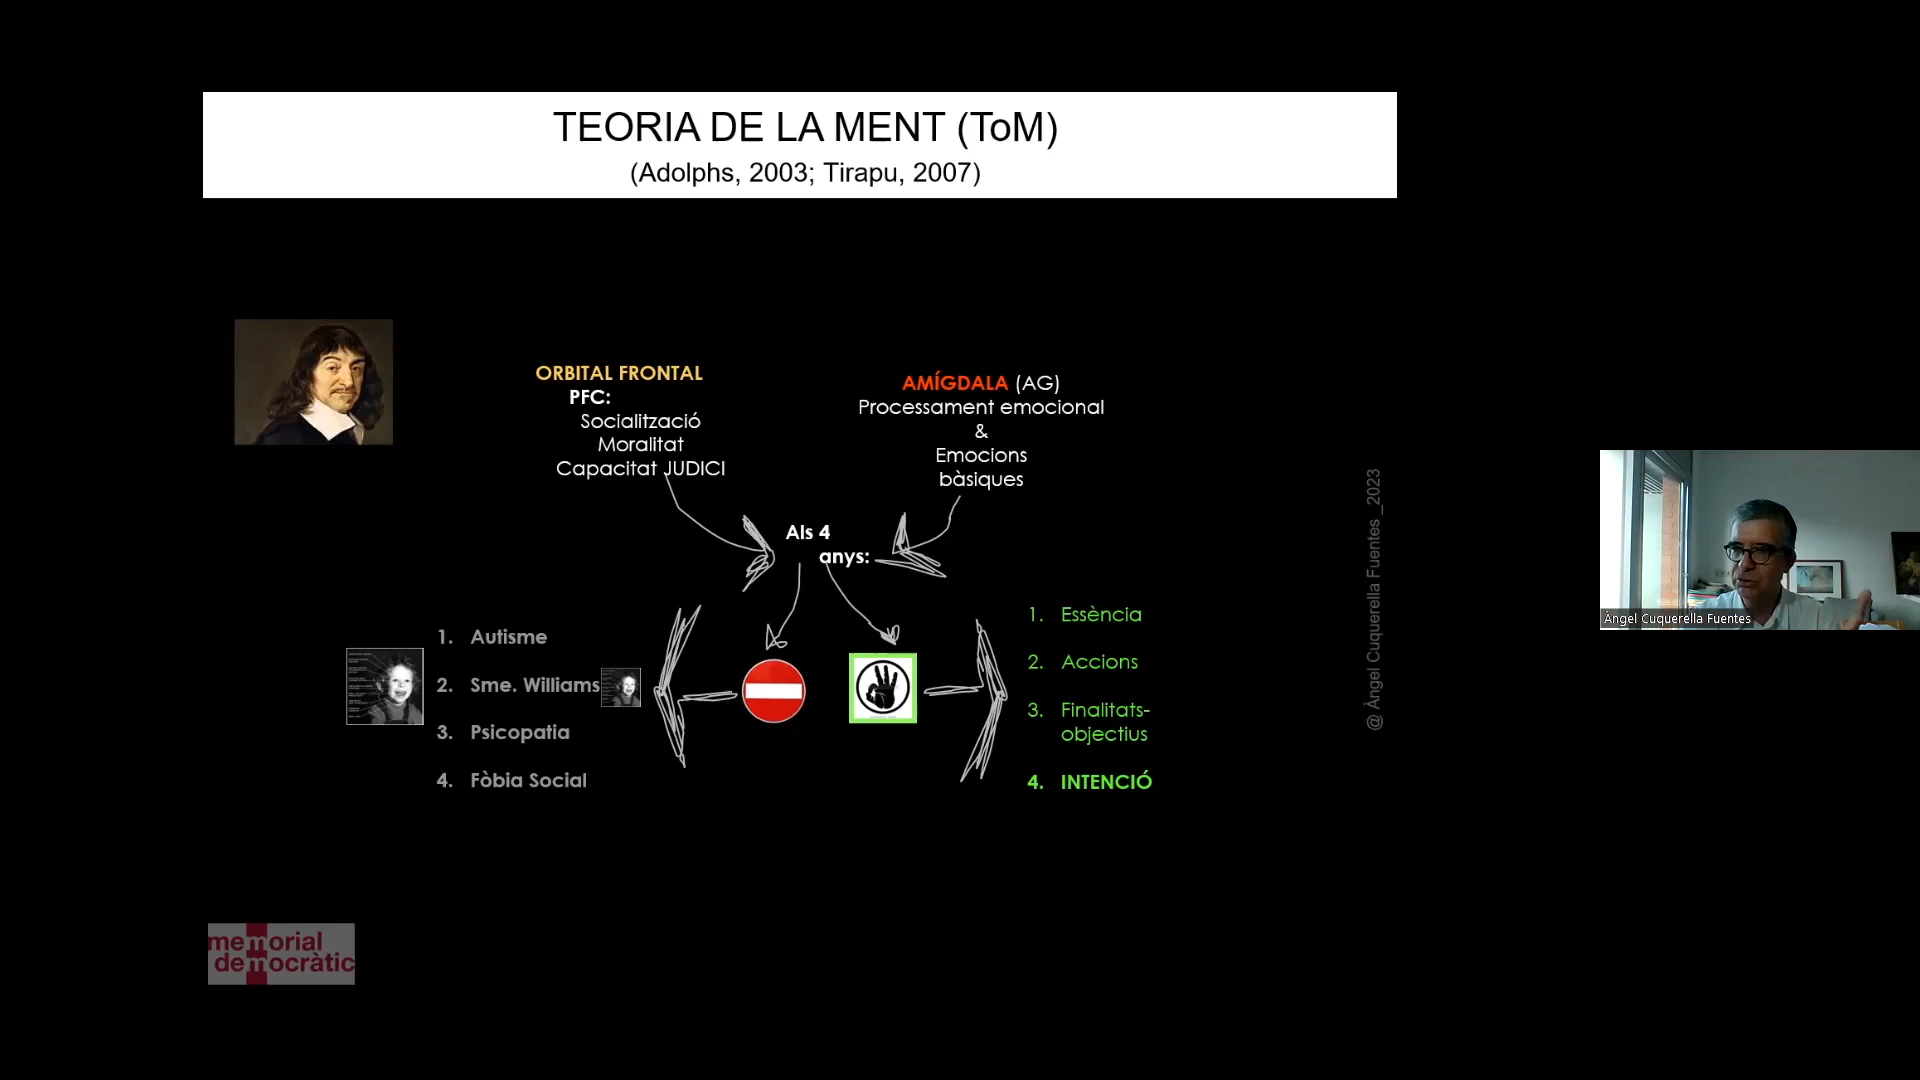 TEORIA DE LA MENT (ToM)
(Adolphs, 2003; Tirapu, 2007)
ORBITAL FRONTAL
PFC:
Socialització
Moralitat
Capacitat JUDICI
AMÍGDALA (AG)
Processament emocional
&
Emocions
bàsiques
Als 4
anys:
1. Autisme
2. Sme. Williams
3. Psicopatia
4. Fòbia Social
1. Essència
2. Accions
3. Finalitats-
objectius
4. INTENCIÓ
@ Àngel Cuquerella Fuentes _2023
Àngel Cuquerella Fuentes
memorial
democràtic